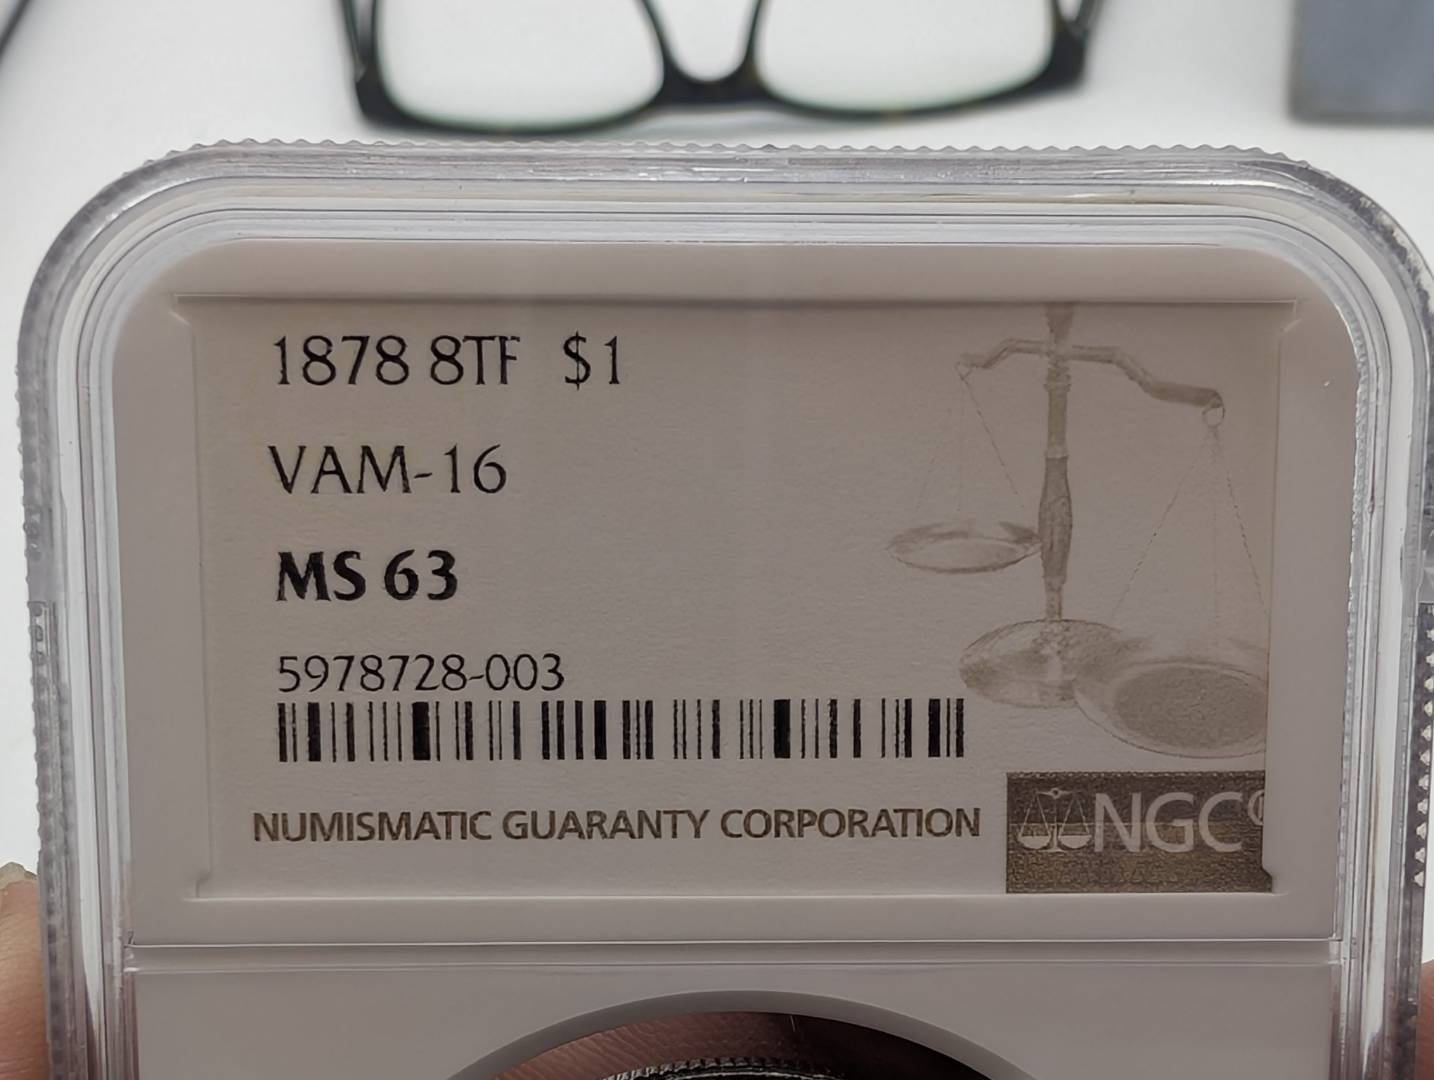 1878 8TF $1
VAM-16
MS 63
5978728-003
NUMISMATIC GUARANTY CORPORATION
NGC®